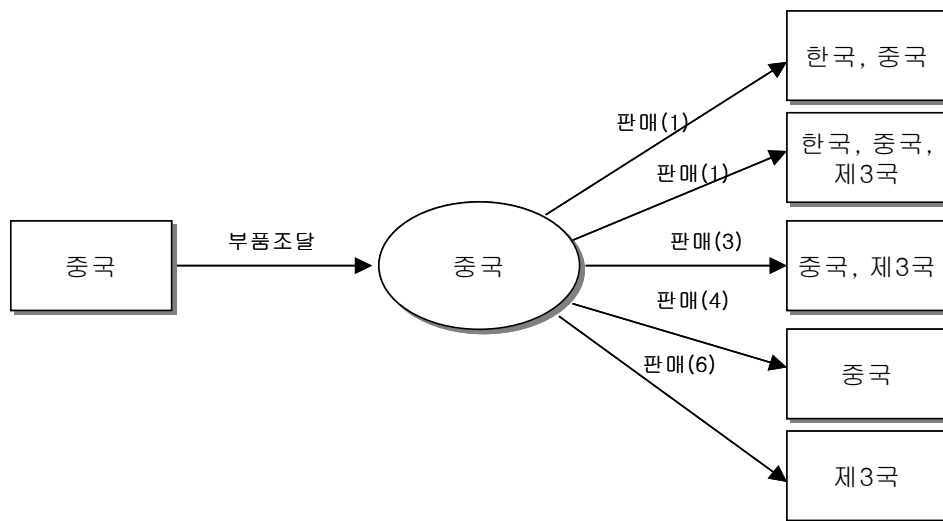 한국, 중국
판매(1)
한국, 중국,
제3국
판매(1)
중국
부품조달
중국
판매(3)
중국, 제3국
판매(4)
중국
판매(6)
제3국